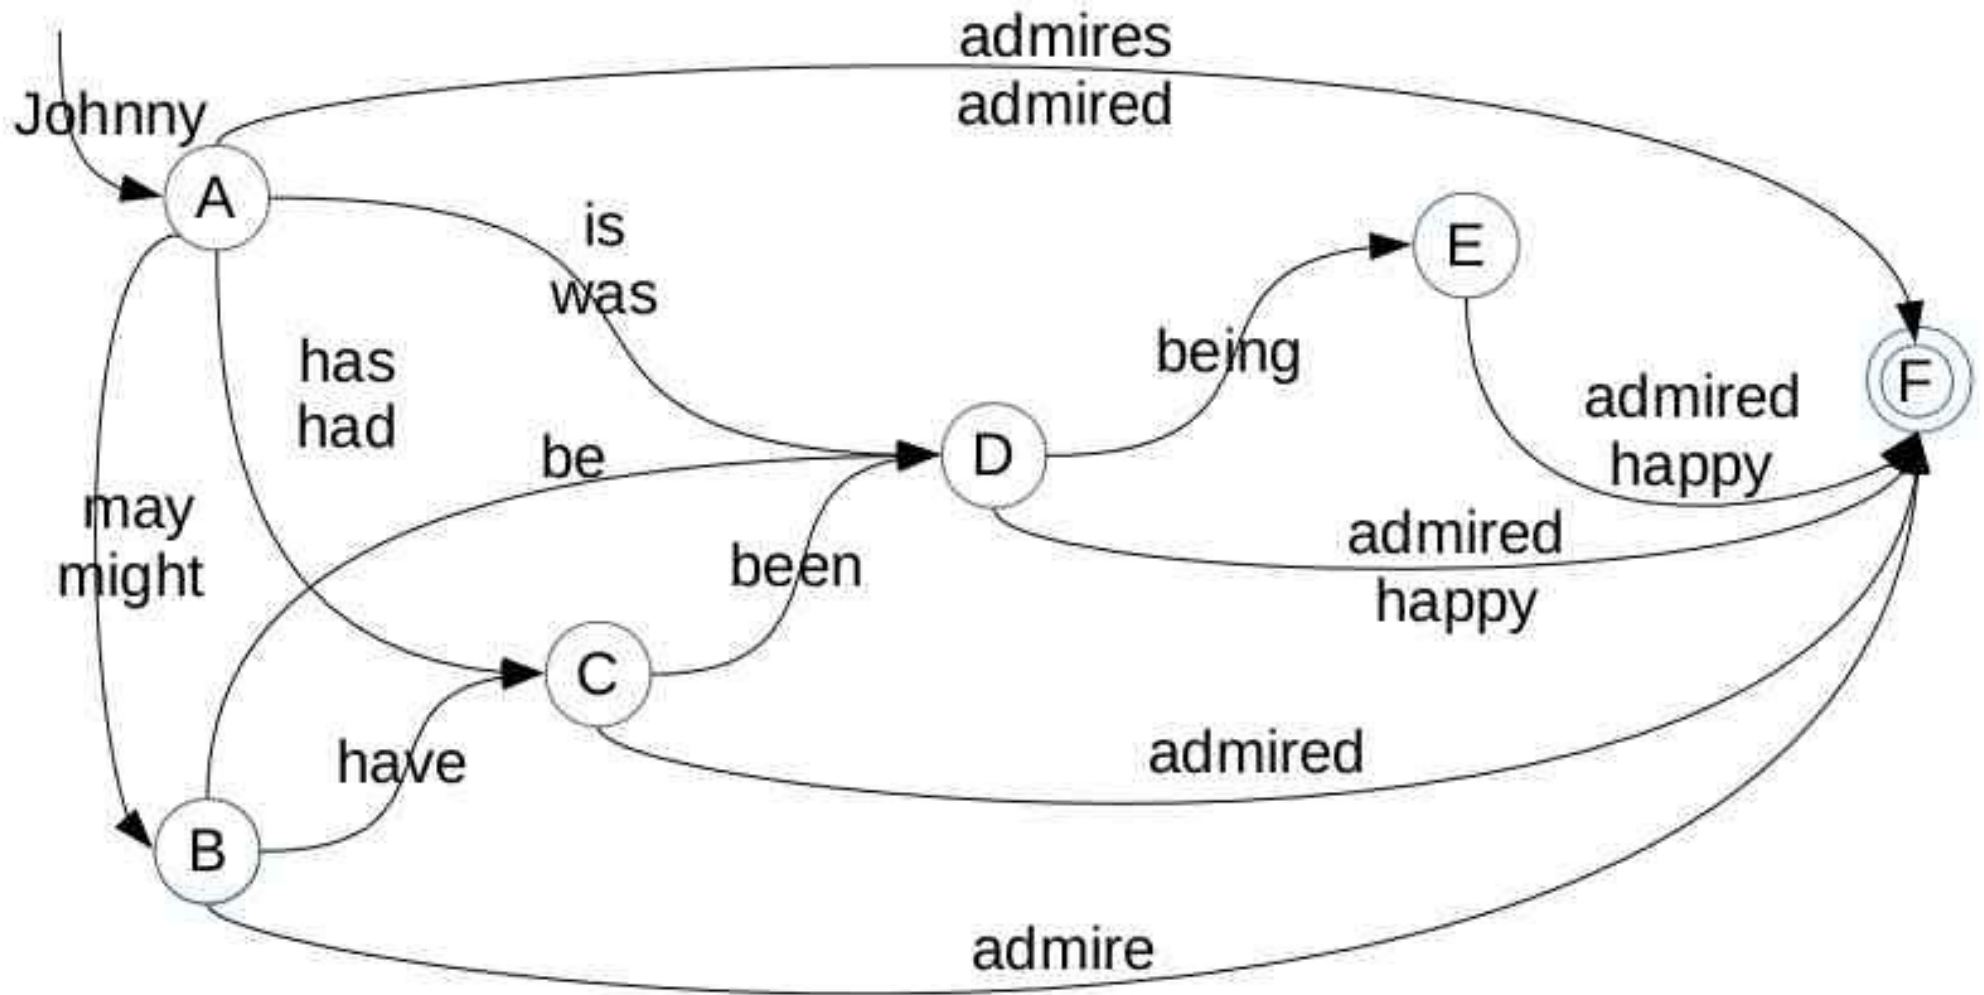 admires
admired
Johnny
A
is
was
E
being
has
had
admired
happy
F
be
D
may
might
been
admired
happy
C
have
admired
B
admire